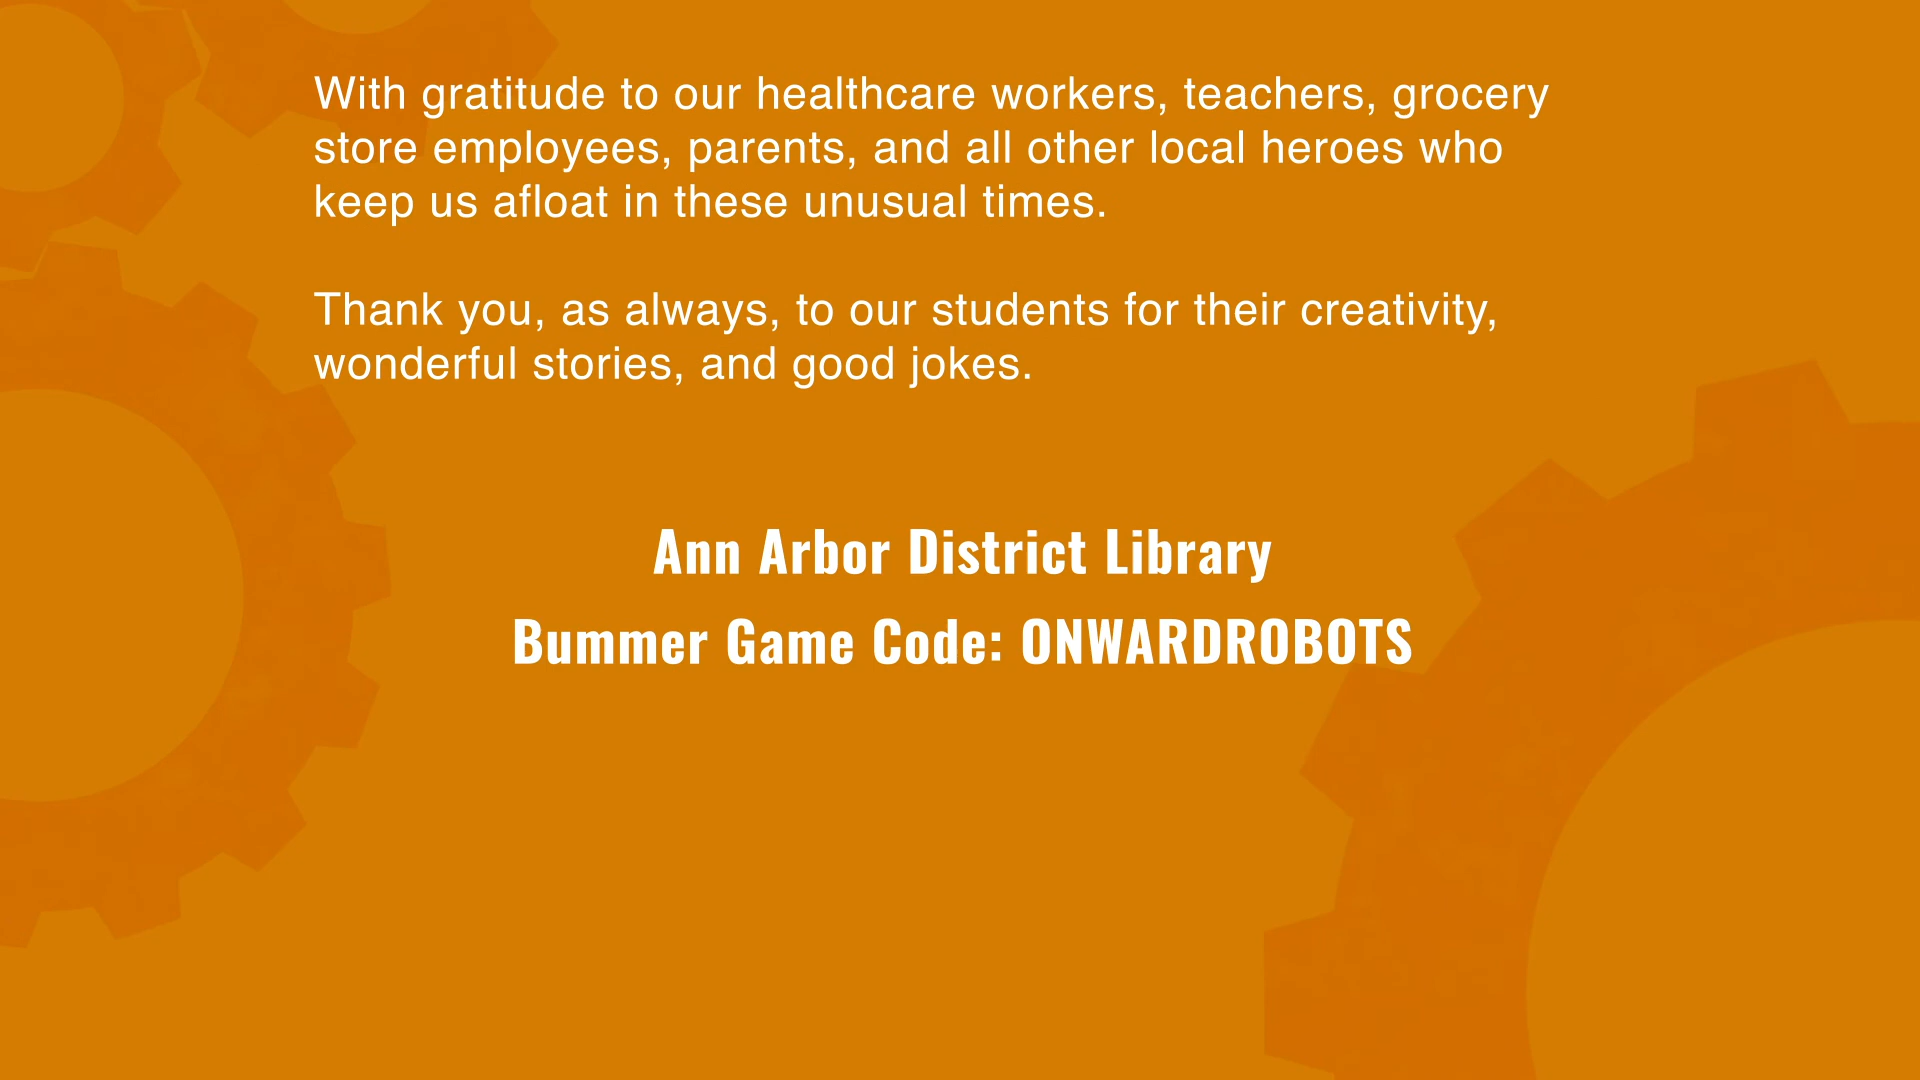 With gratitude to our healthcare workers, teachers, grocery
store employees, parents, and all other local heroes who
keep us afloat in these unusual times.
Thank you, as always, to our students for their creativity,
wonderful stories, and good jokes.
Ann Arbor District Library
Bummer Game Code: ONWARDROBOTS